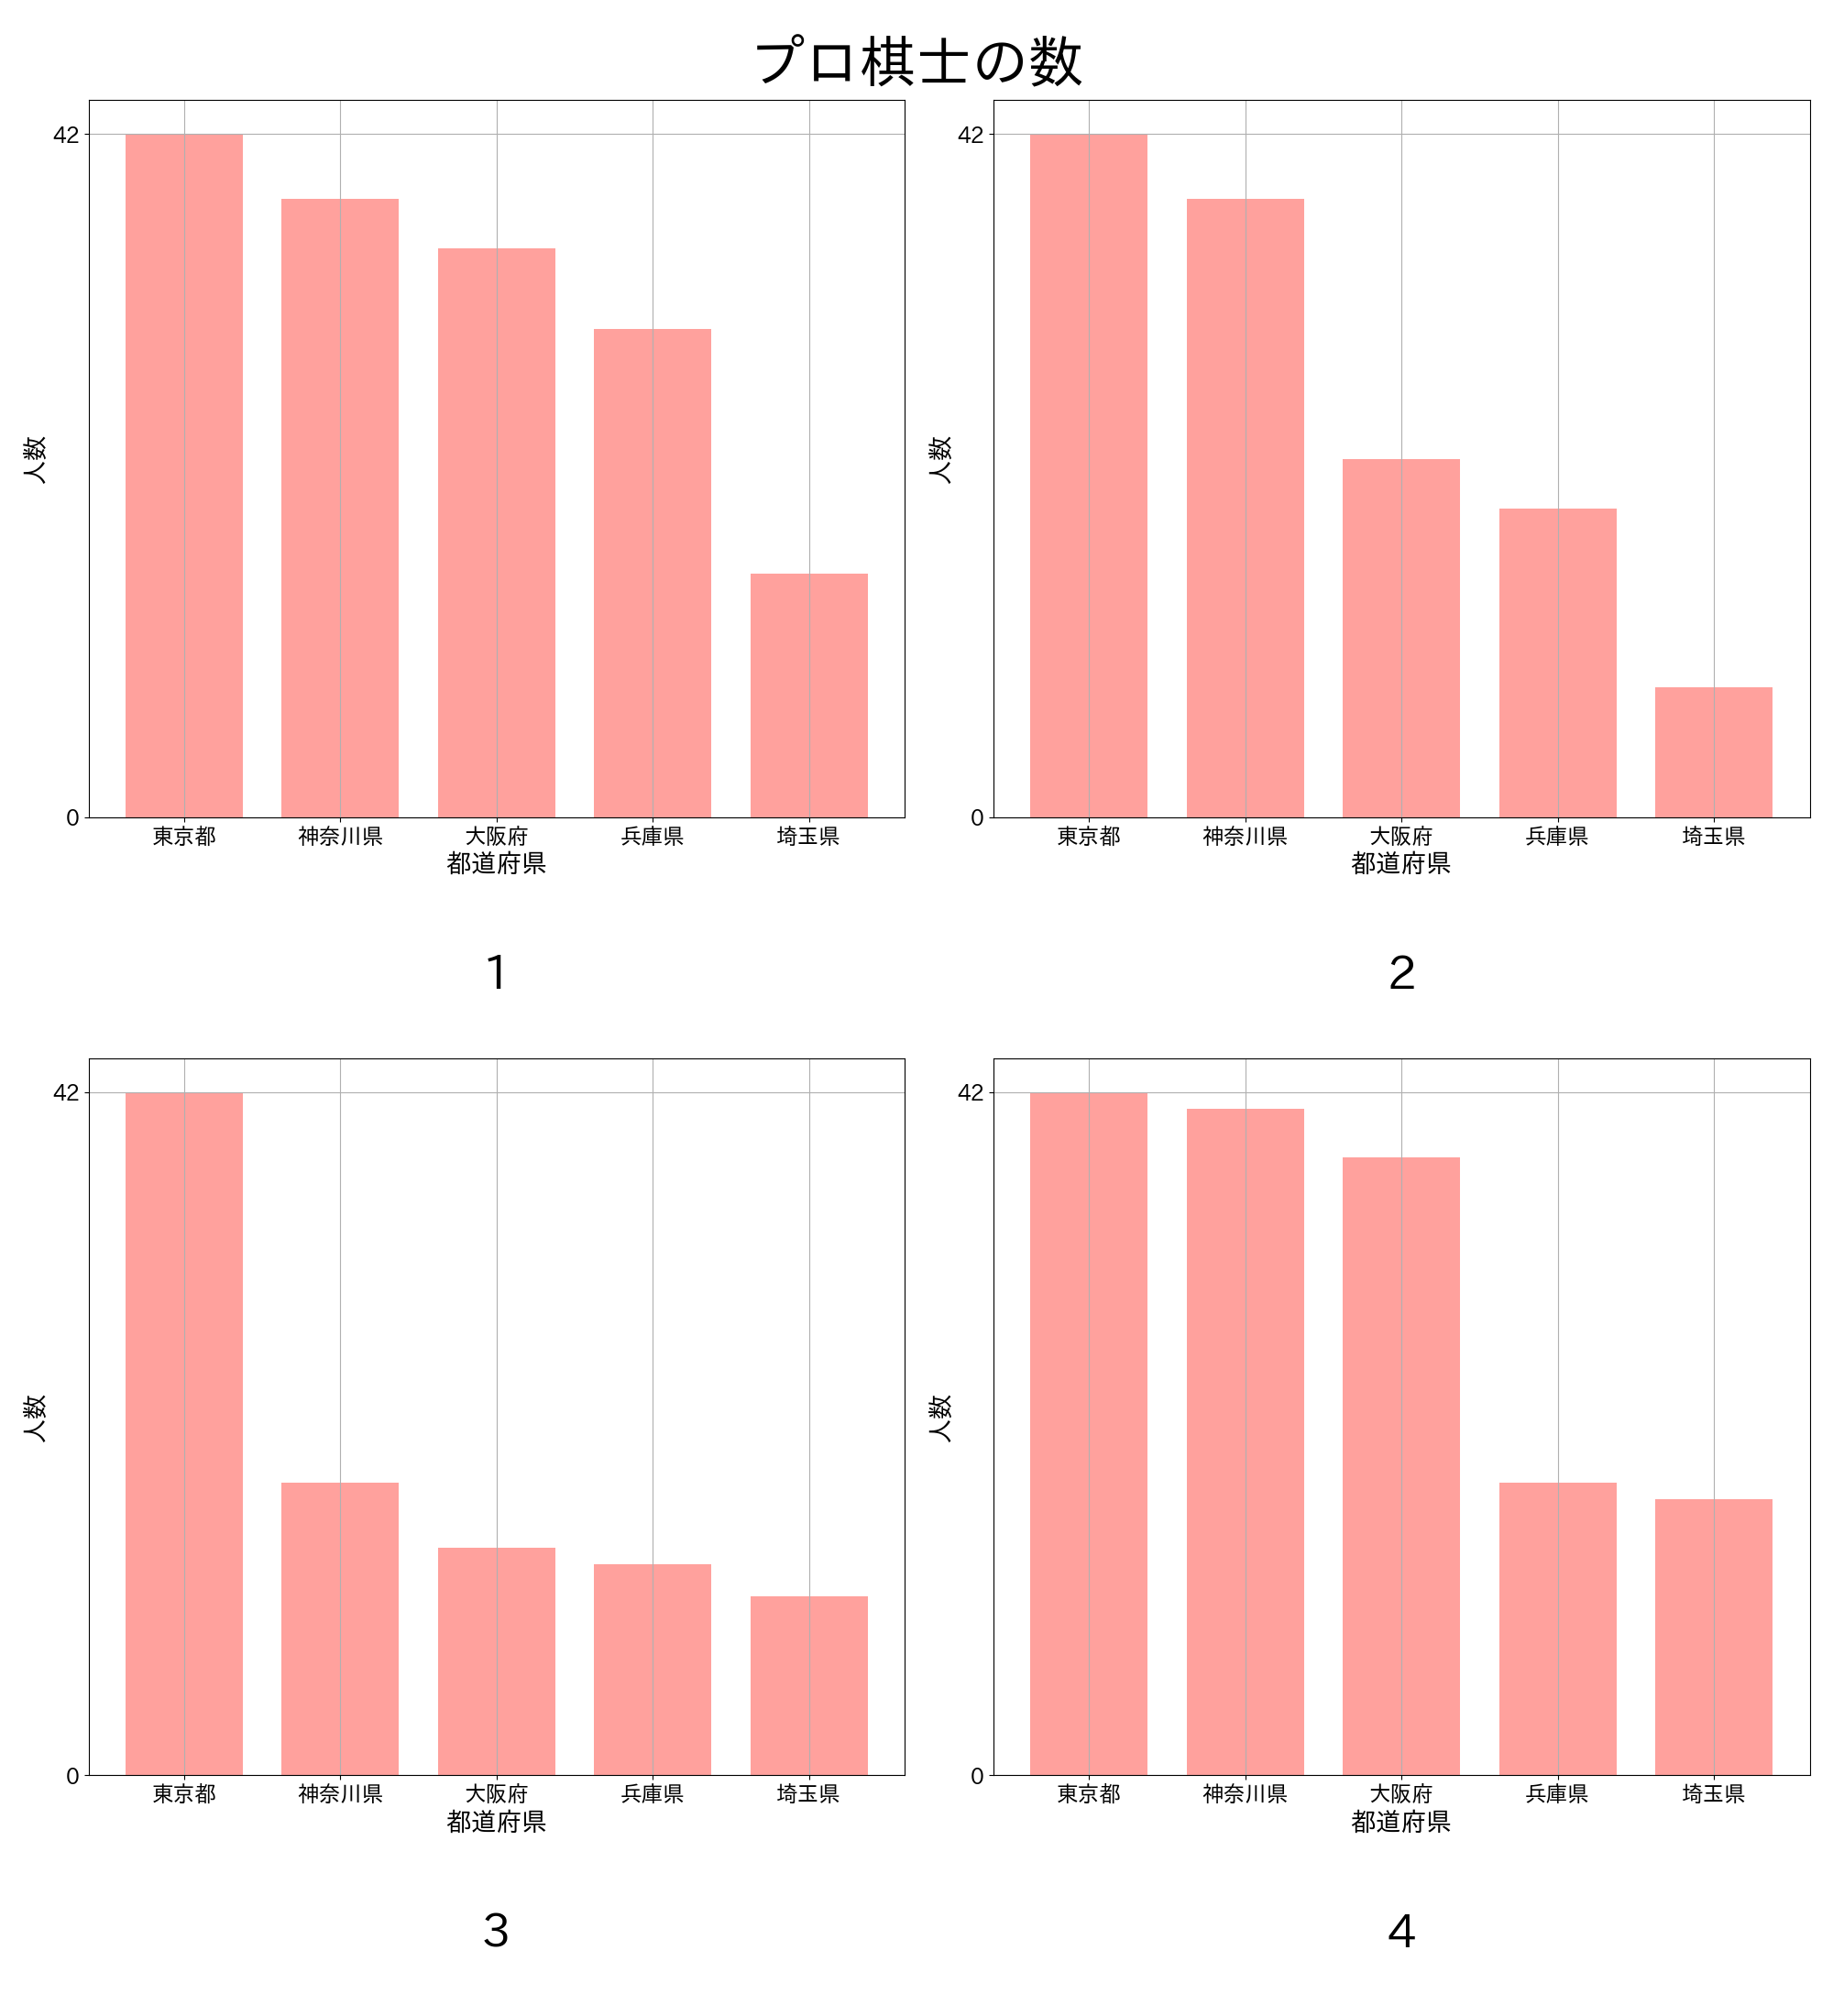 プロ棋士の数
42
0
人数
東京都 神奈川県 大阪府 兵庫県 埼玉県
都道府県
1
42
0
人数
東京都 神奈川県 大阪府 兵庫県 埼玉県
都道府県
2
42
0
人数
東京都 神奈川県 大阪府 兵庫県 埼玉県
都道府県
3
42
0
人数
東京都 神奈川県 大阪府 兵庫県 埼玉県
都道府県
4